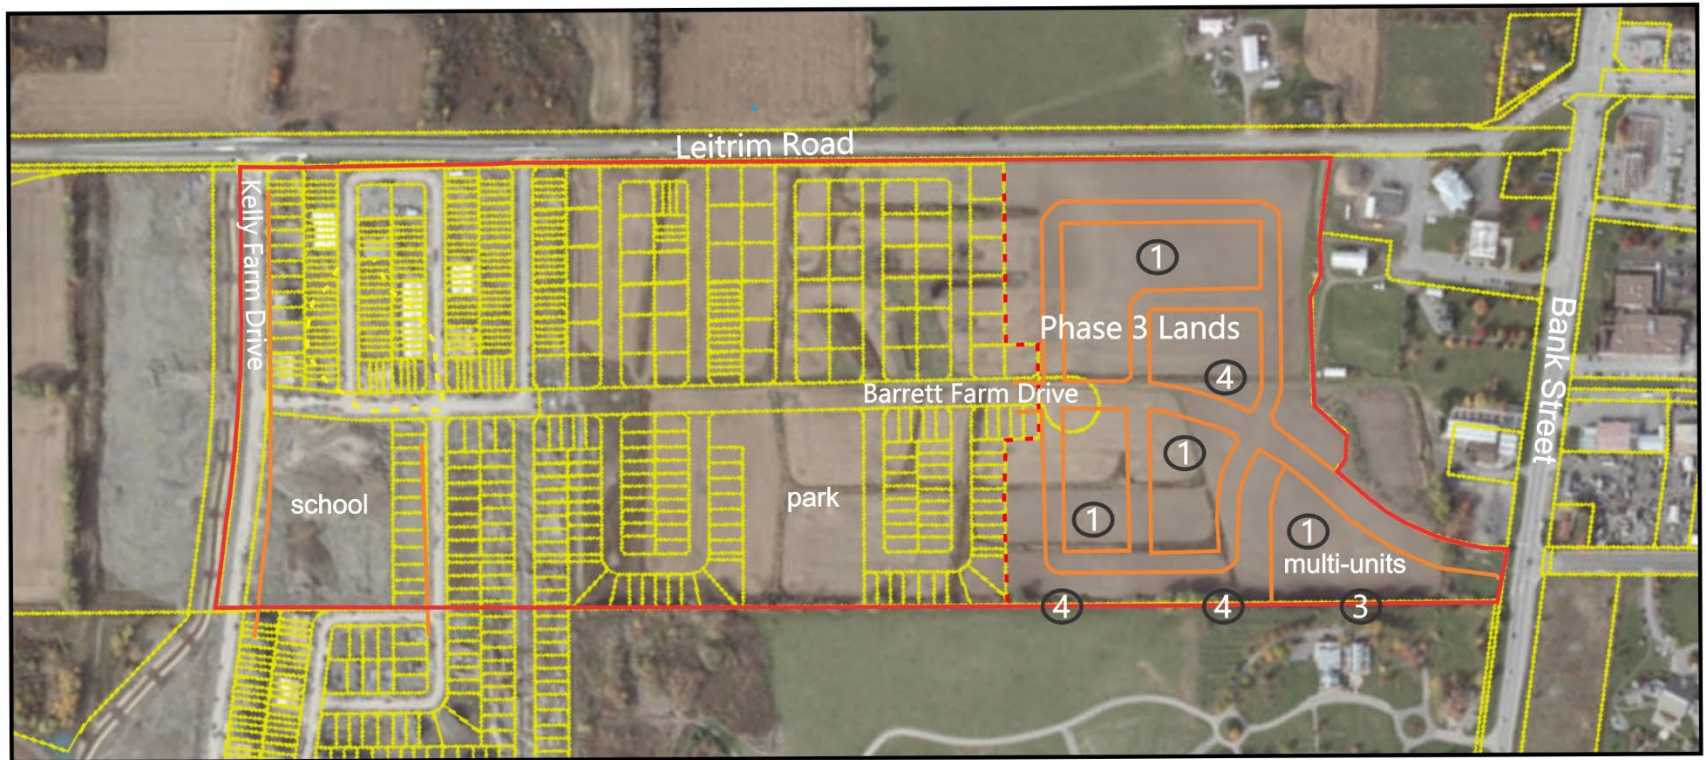 Leitrim Road
Kelly Farm Drive
1
Phase 3 Lands
Bank Street
4
Barrett Farm Drive
1
school
park
1
1
multi-units
4
4
3